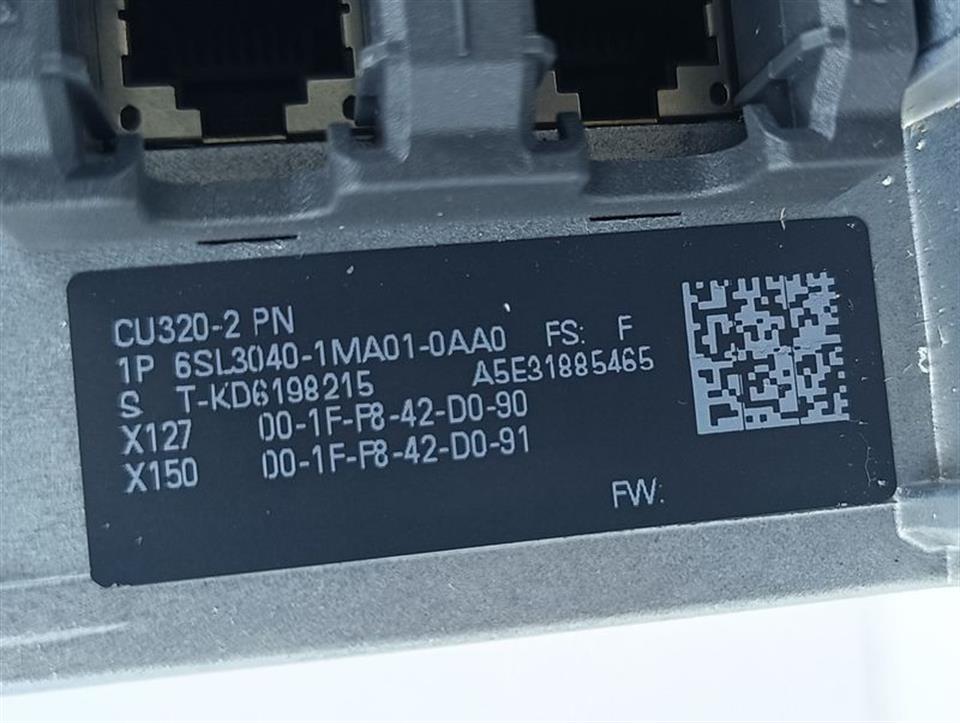 CU320-2 PN
1P 6SL3040-1MA01-0AA0 FS: F
S T-KD6198215 A5E31885465
X127 00-1F-F8-42-D0-90
X150 00-1F-F8-42-D0-91
FW: